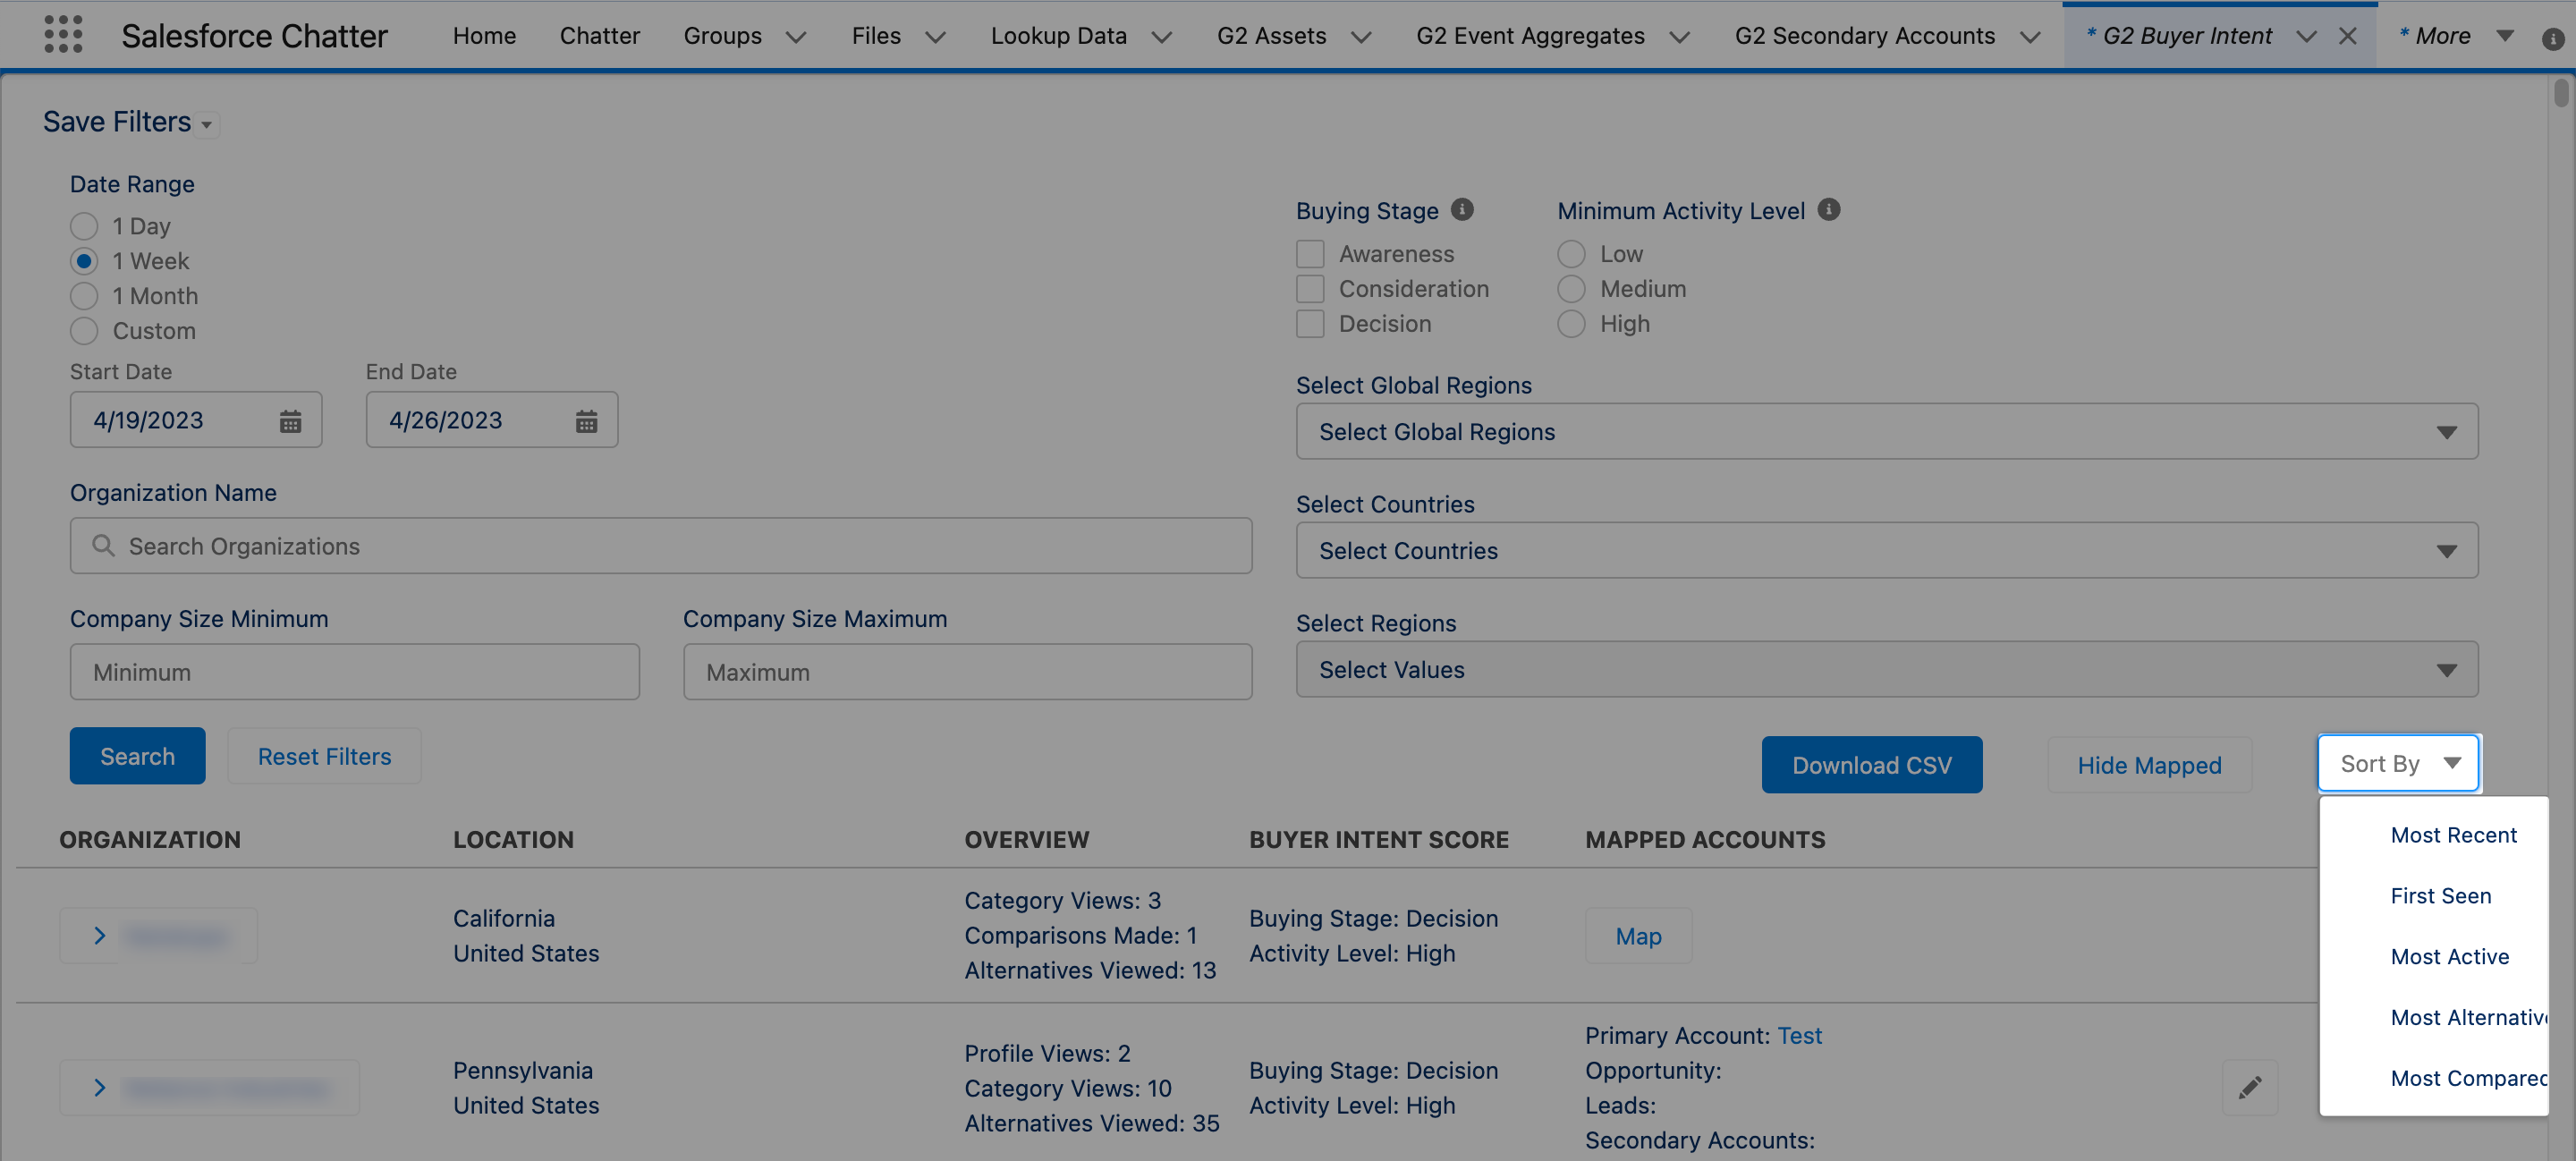 Salesforce Chatter Home Chatter Groups Files Lookup Data G2 Assets G2 Event Aggregates G2 Secondary Accounts * G2 Buyer Intent * More
Save Filters
Date Range
1 Day
1 Week
1 Month
Custom
Start Date End Date
4/19/2023 4/26/2023
Organization Name
Search Organizations
Company Size Minimum Company Size Maximum
Minimum Maximum
Buying Stage Minimum Activity Level
Awareness Low
Consideration Medium
Decision High
Select Global Regions
Select Global Regions
Select Countries
Select Countries
Select Regions
Select Values
Search Reset Filters Download CSV Hide Mapped Sort By
Most Recent
First Seen
Most Active
Most Alternativ
Most Compared
ORGANIZATION LOCATION OVERVIEW BUYER INTENT SCORE MAPPED ACCOUNTS
California
United States
Category Views: 3
Comparisons Made: 1
Alternatives Viewed: 13
Buying Stage: Decision
Activity Level: High
Map
Pennsylvania
United States
Profile Views: 2
Category Views: 10
Alternatives Viewed: 35
Buying Stage: Decision
Activity Level: High
Primary Account: Test
Opportunity:
Leads:
Secondary Accounts: